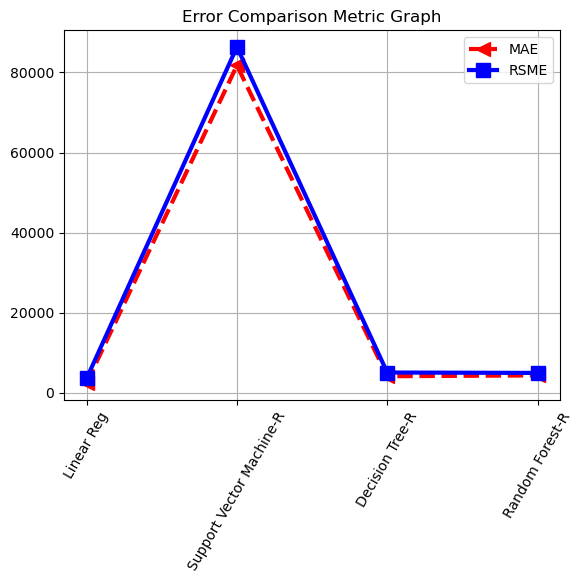 Error Comparison Metric Graph
MAE
RSME
80000
60000
40000
20000
0
Linear Reg
Support Vector Machine-R
Decision Tree-R
Random Forest-R